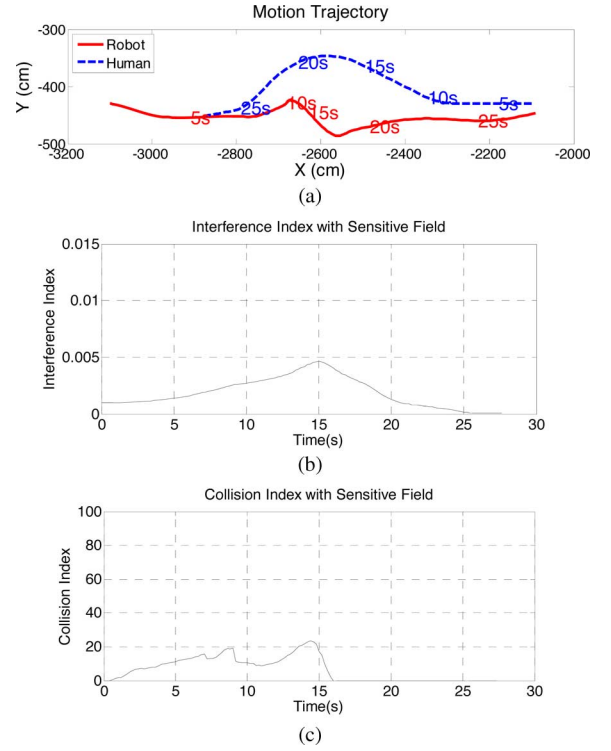 Motion Trajectory
-300
-400
-500
Y (cm)
Robot
Human
20s
15s
10s
5s
25s
5s
10s
15s
20s
25s
-3200 -3000 -2800 -2600 -2400 -2200 -2000
X (cm)
(a)
Interference Index with Sensitive Field
0.015
0.01
0.005
0
Interference Index
0 5 10 15 20 25 30
Time(s)
(b)
Collision Index with Sensitive Field
100
80
60
40
20
0
Collision Index
0 5 10 15 20 25 30
Time(s)
(c)